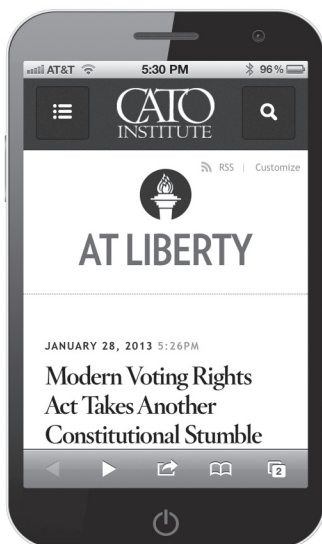 AT&T 5:30 PM 96%
CATO
INSTITUTE
RSS | Customize
AT LIBERTY
JANUARY 28, 2013 5:26PM
Modern Voting Rights
Act Takes Another
Constitutional Stumble
2